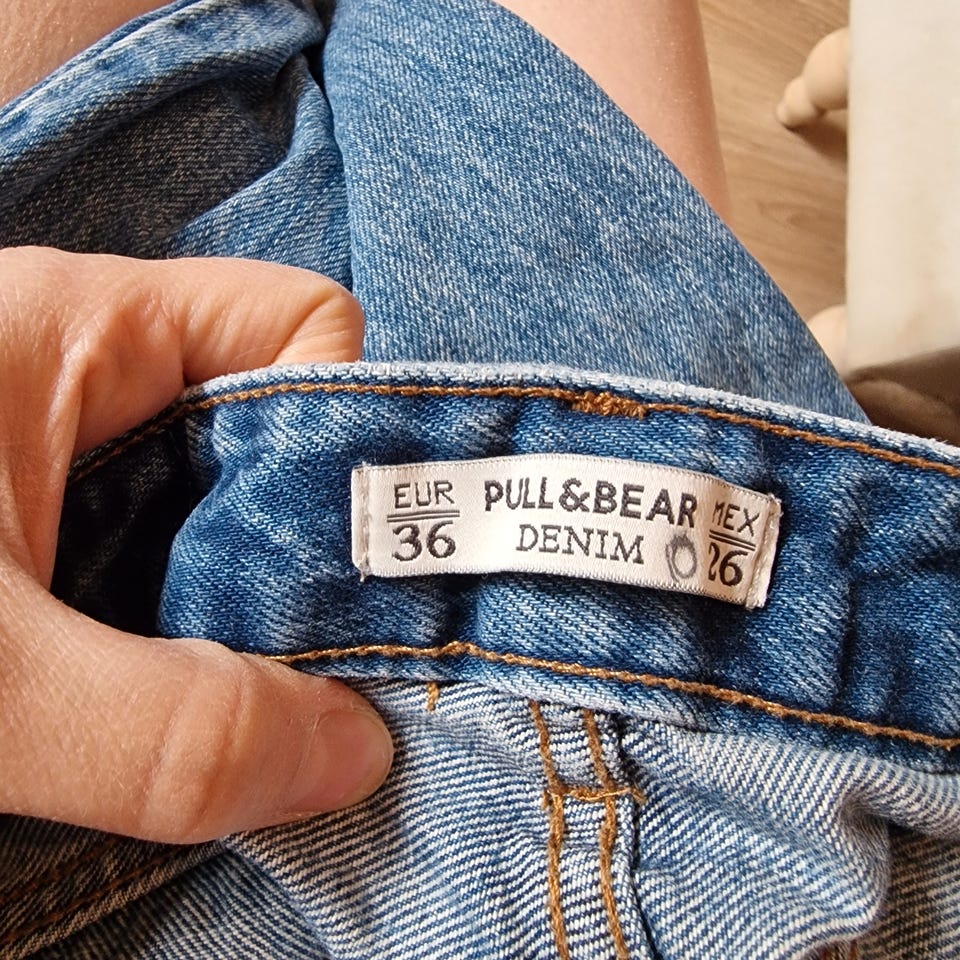 EUR
36
PULL&BEAR
DENIM
MEX
26